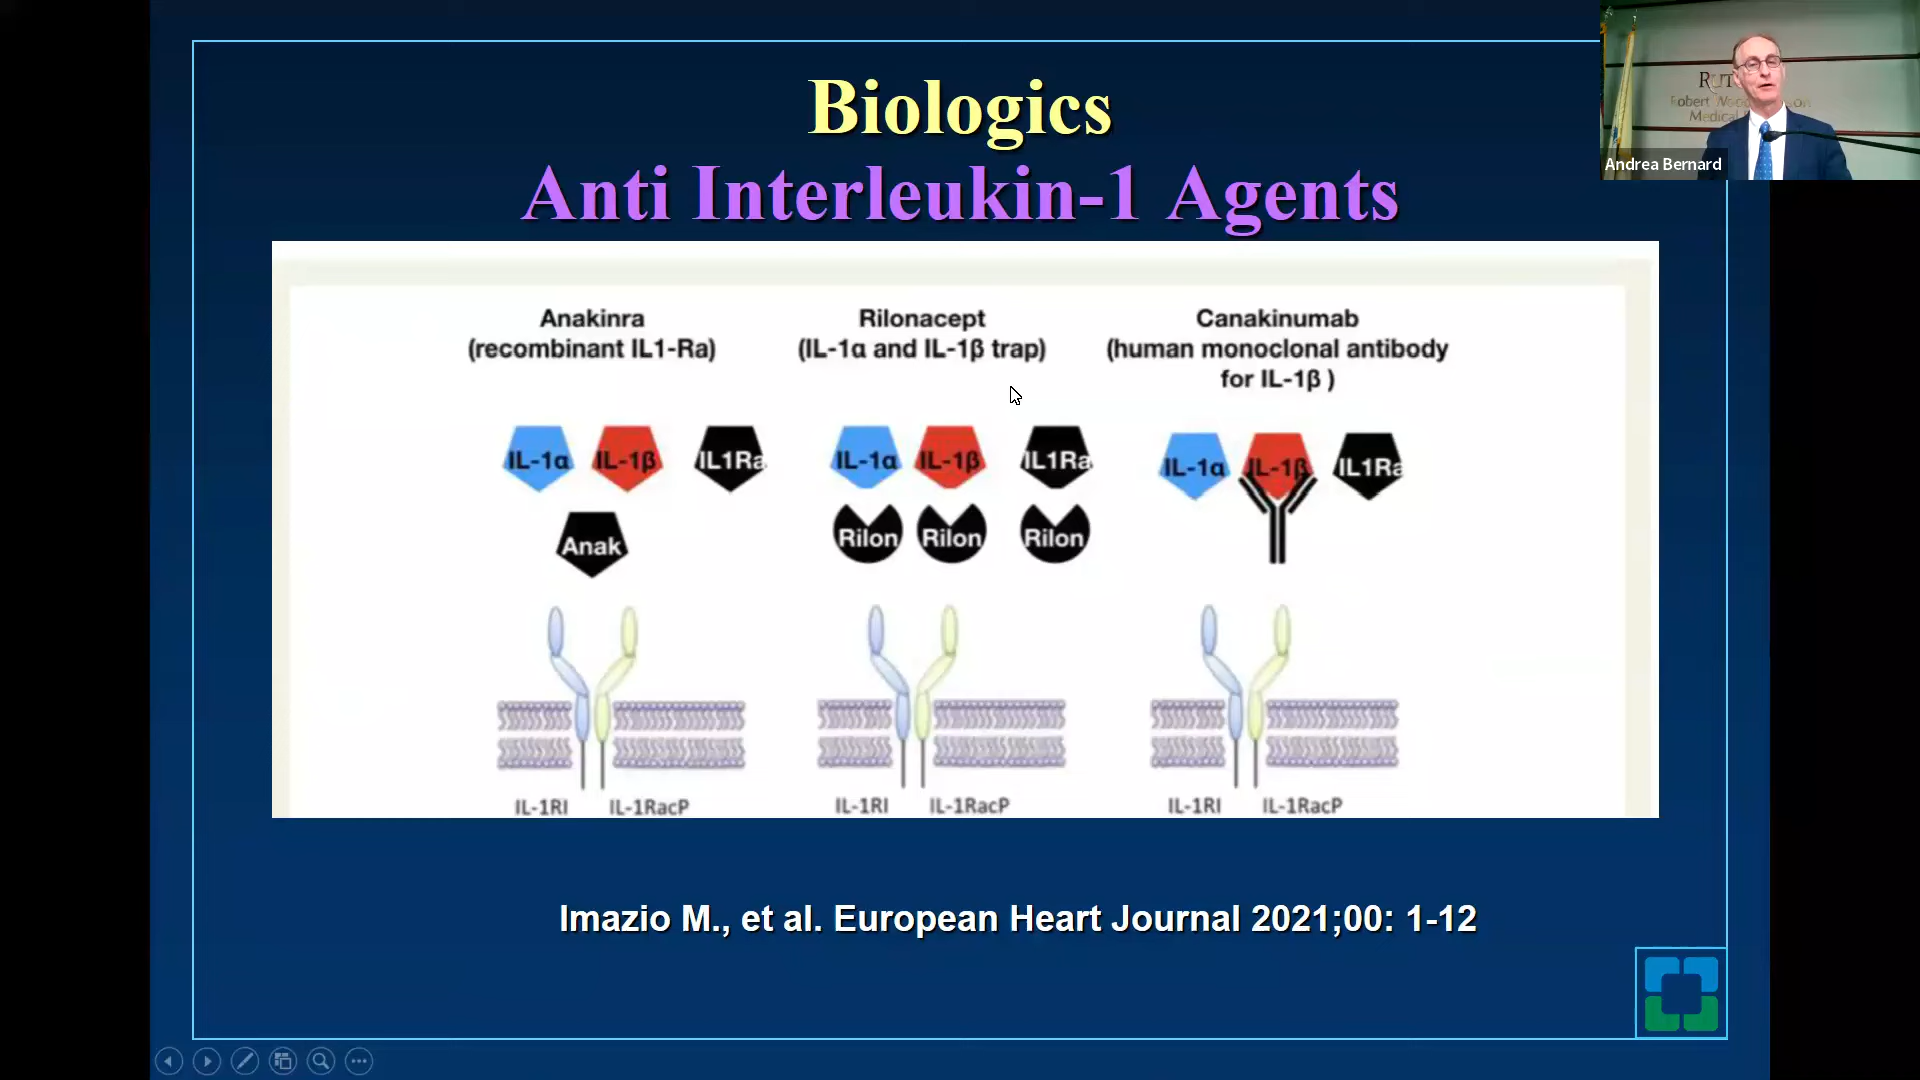 Biologics
Anti Interleukin-1 Agents
Andrea Bernard
Anakinra
(recombinant IL1-Ra)
Rilonacept
(IL-1α and IL-1β trap)
Canakinumab
(human monoclonal antibody
for IL-1β )
IL-1α IL-1β IL1Ra
Anak
IL-1α IL-1β IL1Ra
Rilon Rilon Rilon
IL-1α IL-1β IL1Ra
IL-1RI IL-1RacP
IL-1RI IL-1RacP
IL-1RI IL-1RacP
Imazio M., et al. European Heart Journal 2021;00: 1-12